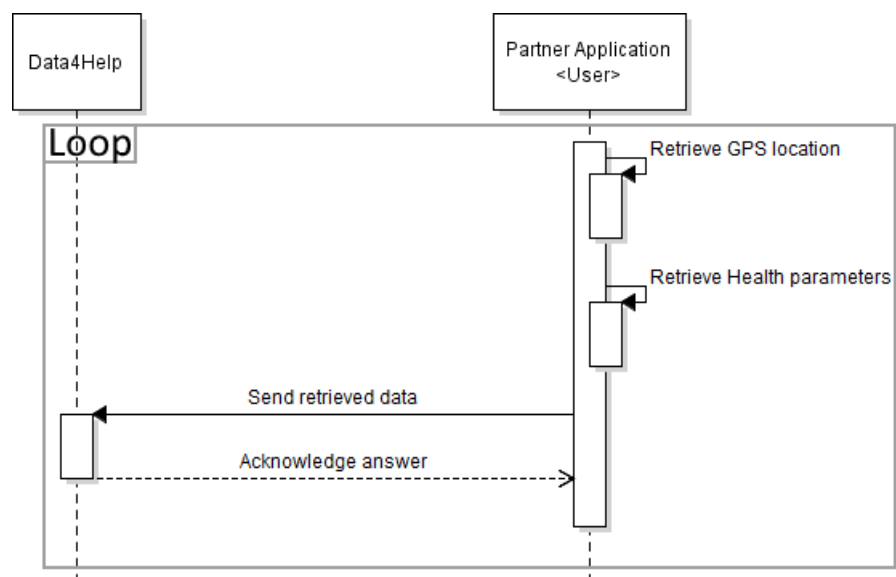 Data4Help
Partner Application
<User>
Loop
Retrieve GPS location
Retrieve Health parameters
Send retrieved data
Acknowledge answer